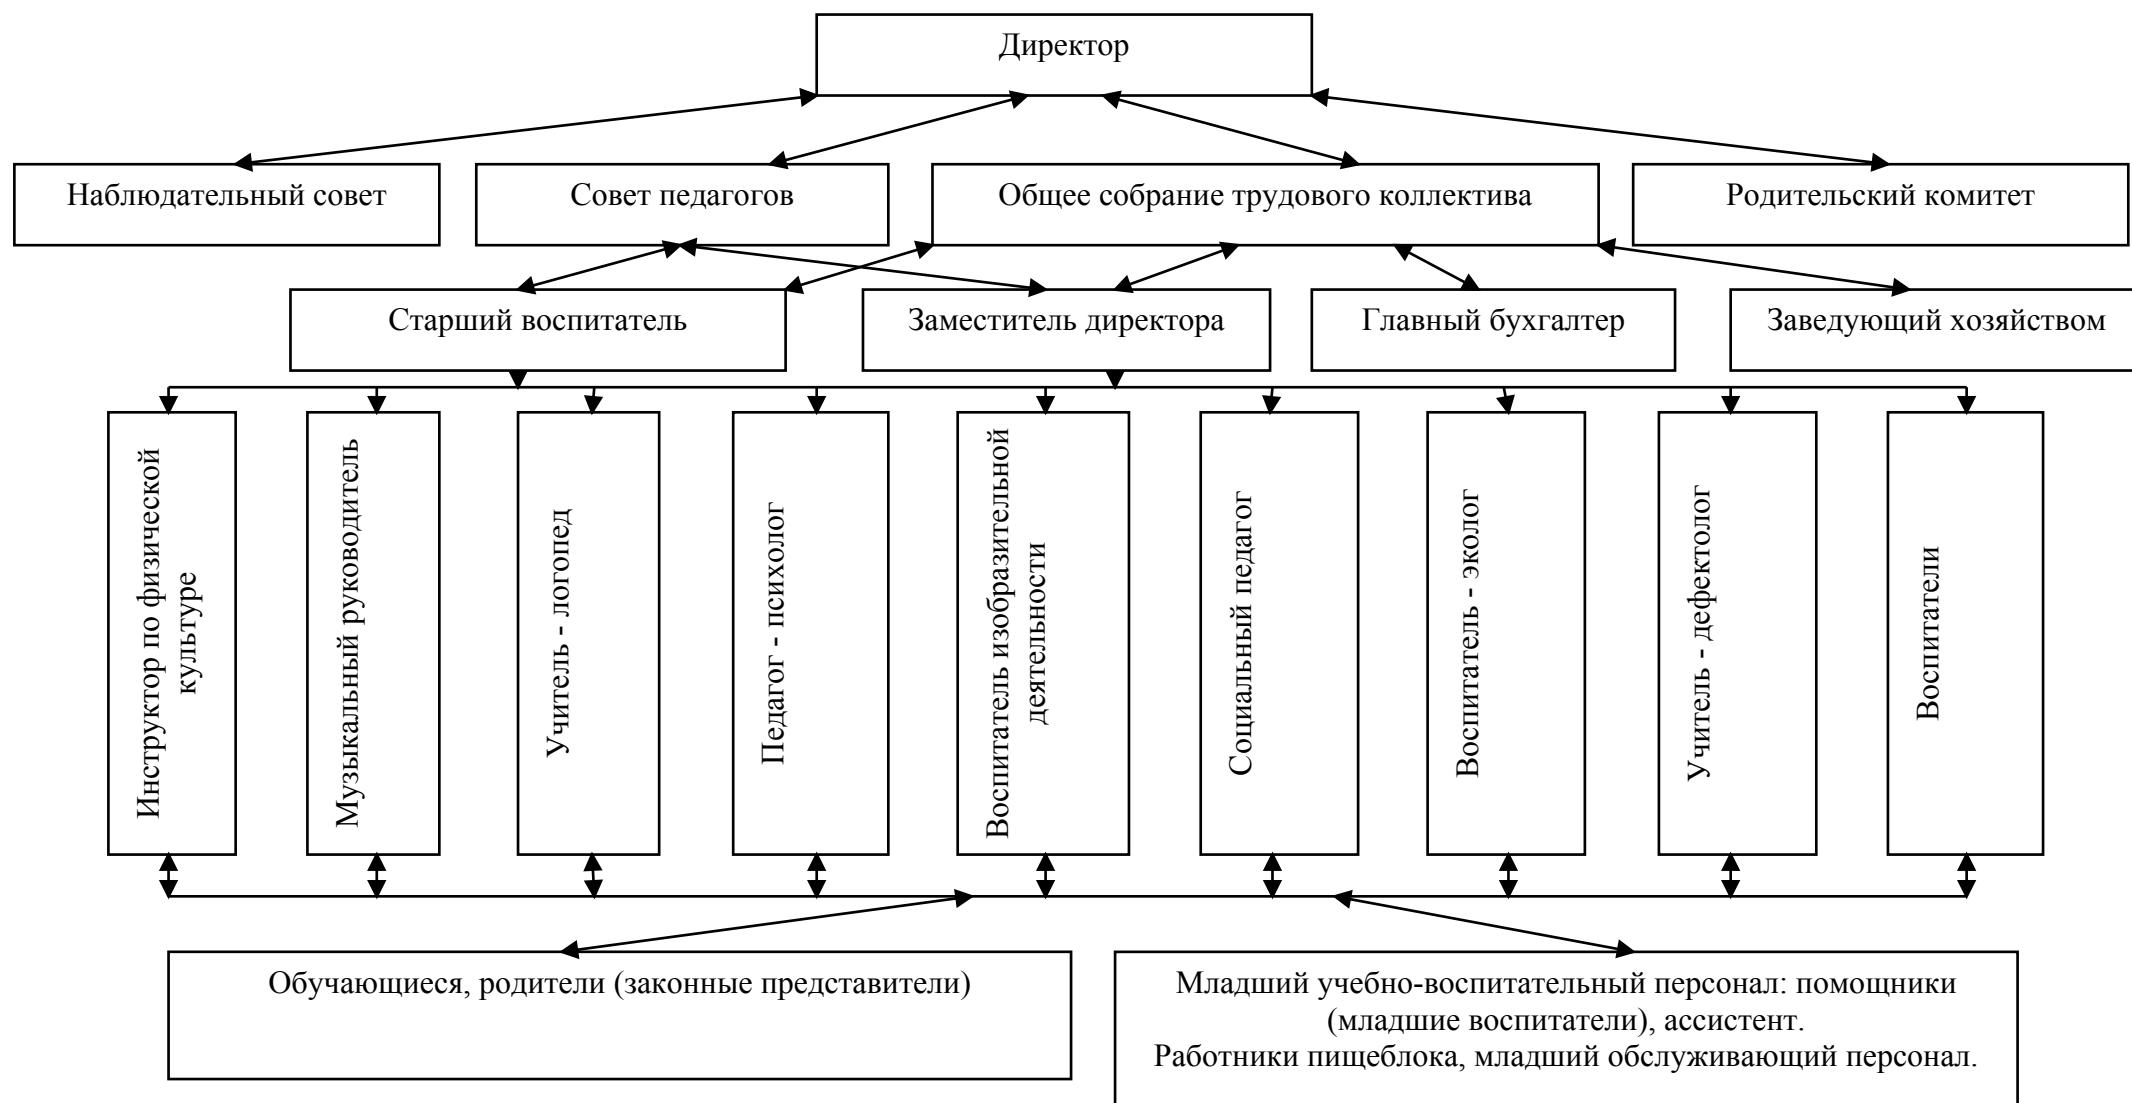 Директор
Наблюдательный совет
Совет педагогов
Общее собрание трудового коллектива
Родительский комитет
Старший воспитатель
Заместитель директора
Главный бухгалтер
Заведующий хозяйством
Инструктор по физической
культуре
Музыкальный руководитель
Учитель - логопед
Педагог - психолог
Воспитатель изобразительной
деятельности
Социальный педагог
Воспитатель - эколог
Учитель - дефектолог
Воспитатели
Обучающиеся, родители (законные представители)
Младший учебно-воспитательный персонал: помощники
(младшие воспитатели), ассистент.
Работники пищеблока, младший обслуживающий персонал.